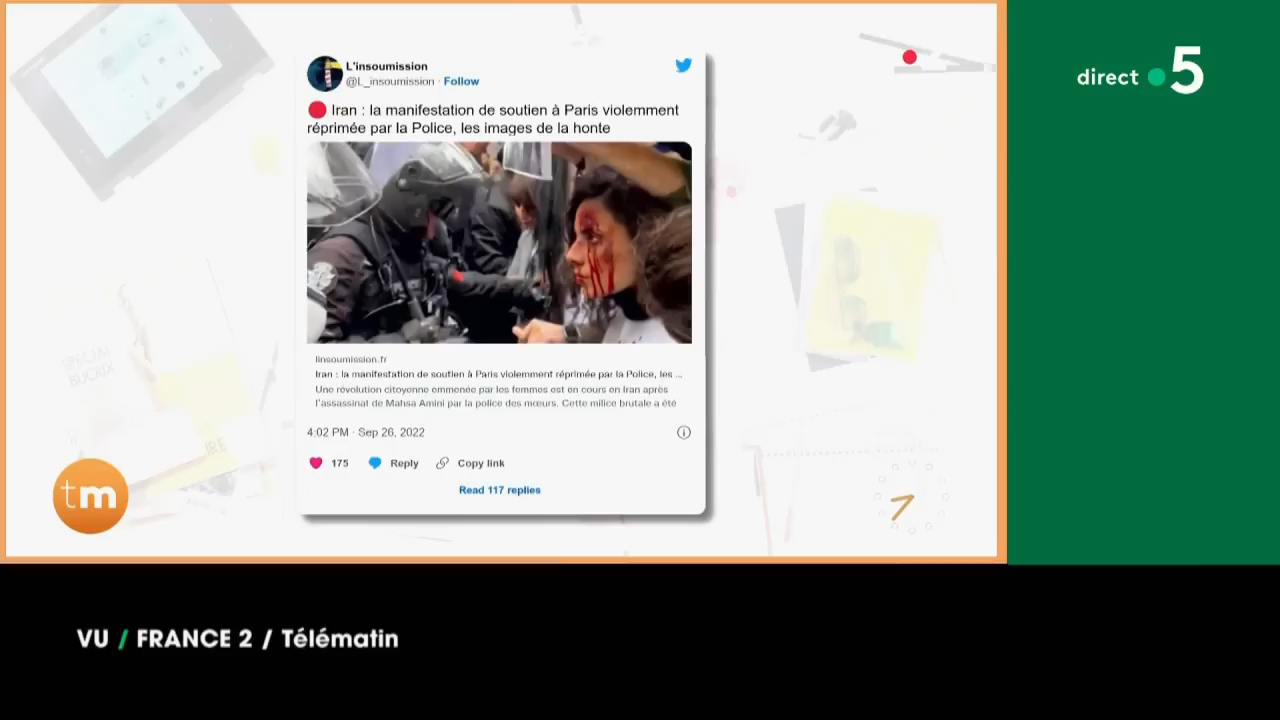 L'insoumission
@L_insoumission · Follow
Iran : la manifestation de soutien à Paris violemment
réprimée par la Police, les images de la honte
linsoumission.fr
Iran : la manifestation de soutien à Paris violemment réprimée par la Police, les ...
Une révolution citoyenne emmenée par les femmes est en cours en Iran après
l'assassinat de Mahsa Amini par la police des mœurs. Cette milice brutale a été
4:02 PM · Sep 26, 2022
175 Reply Copy link
Read 117 replies
direct 5
tm
VU / FRANCE 2 / Télématin